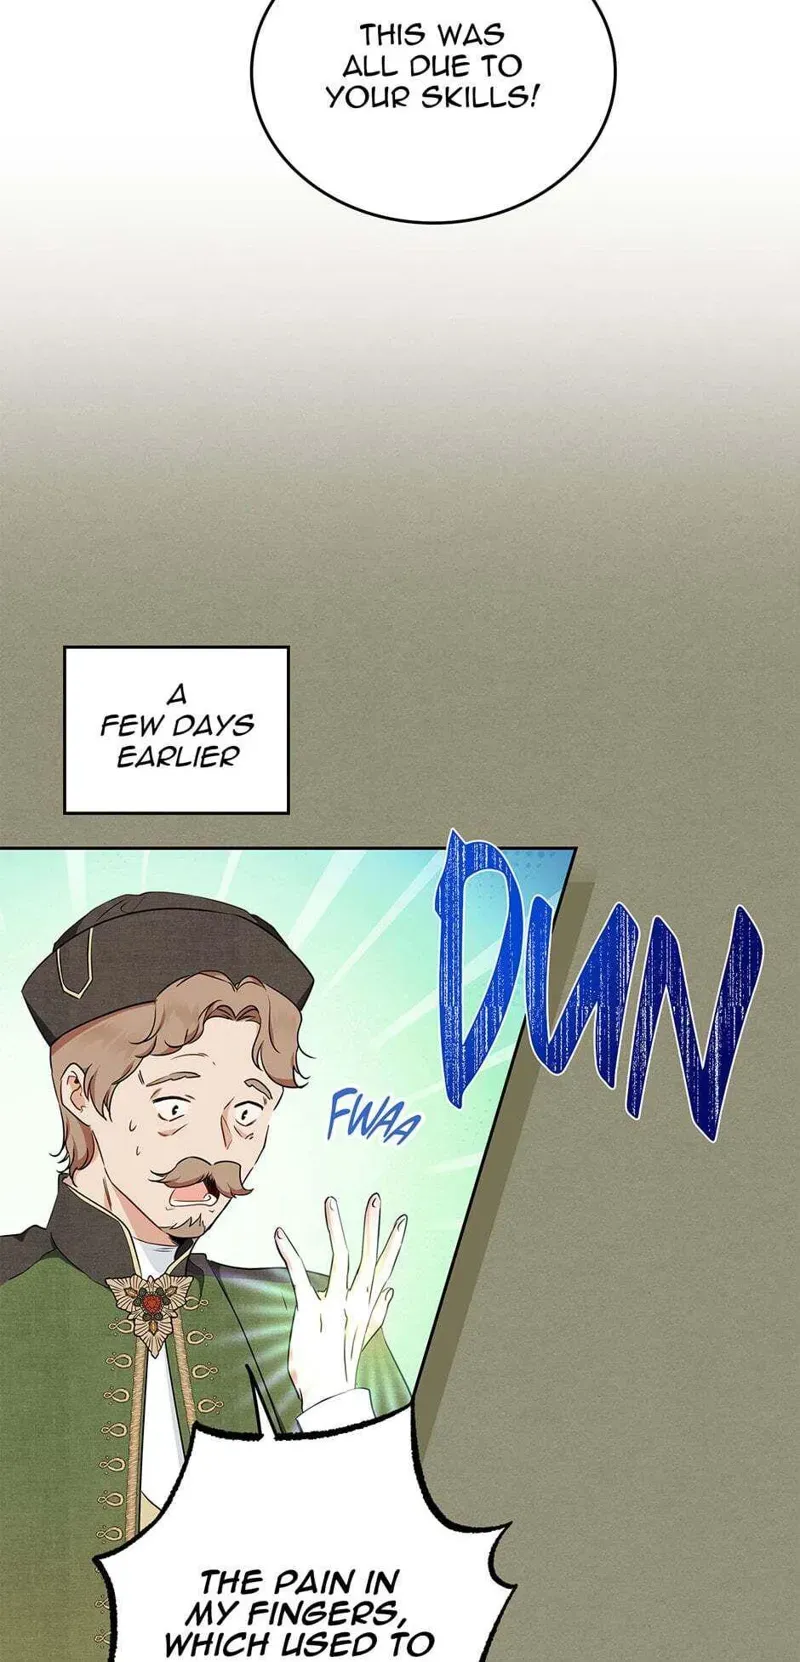 THIS WAS
ALL DUE TO
YOUR SKILLS!
A
FEW DAYS
EARLIER
DUN
FWAA
THE PAIN IN
MY FINGERS,
WHICH USED TO